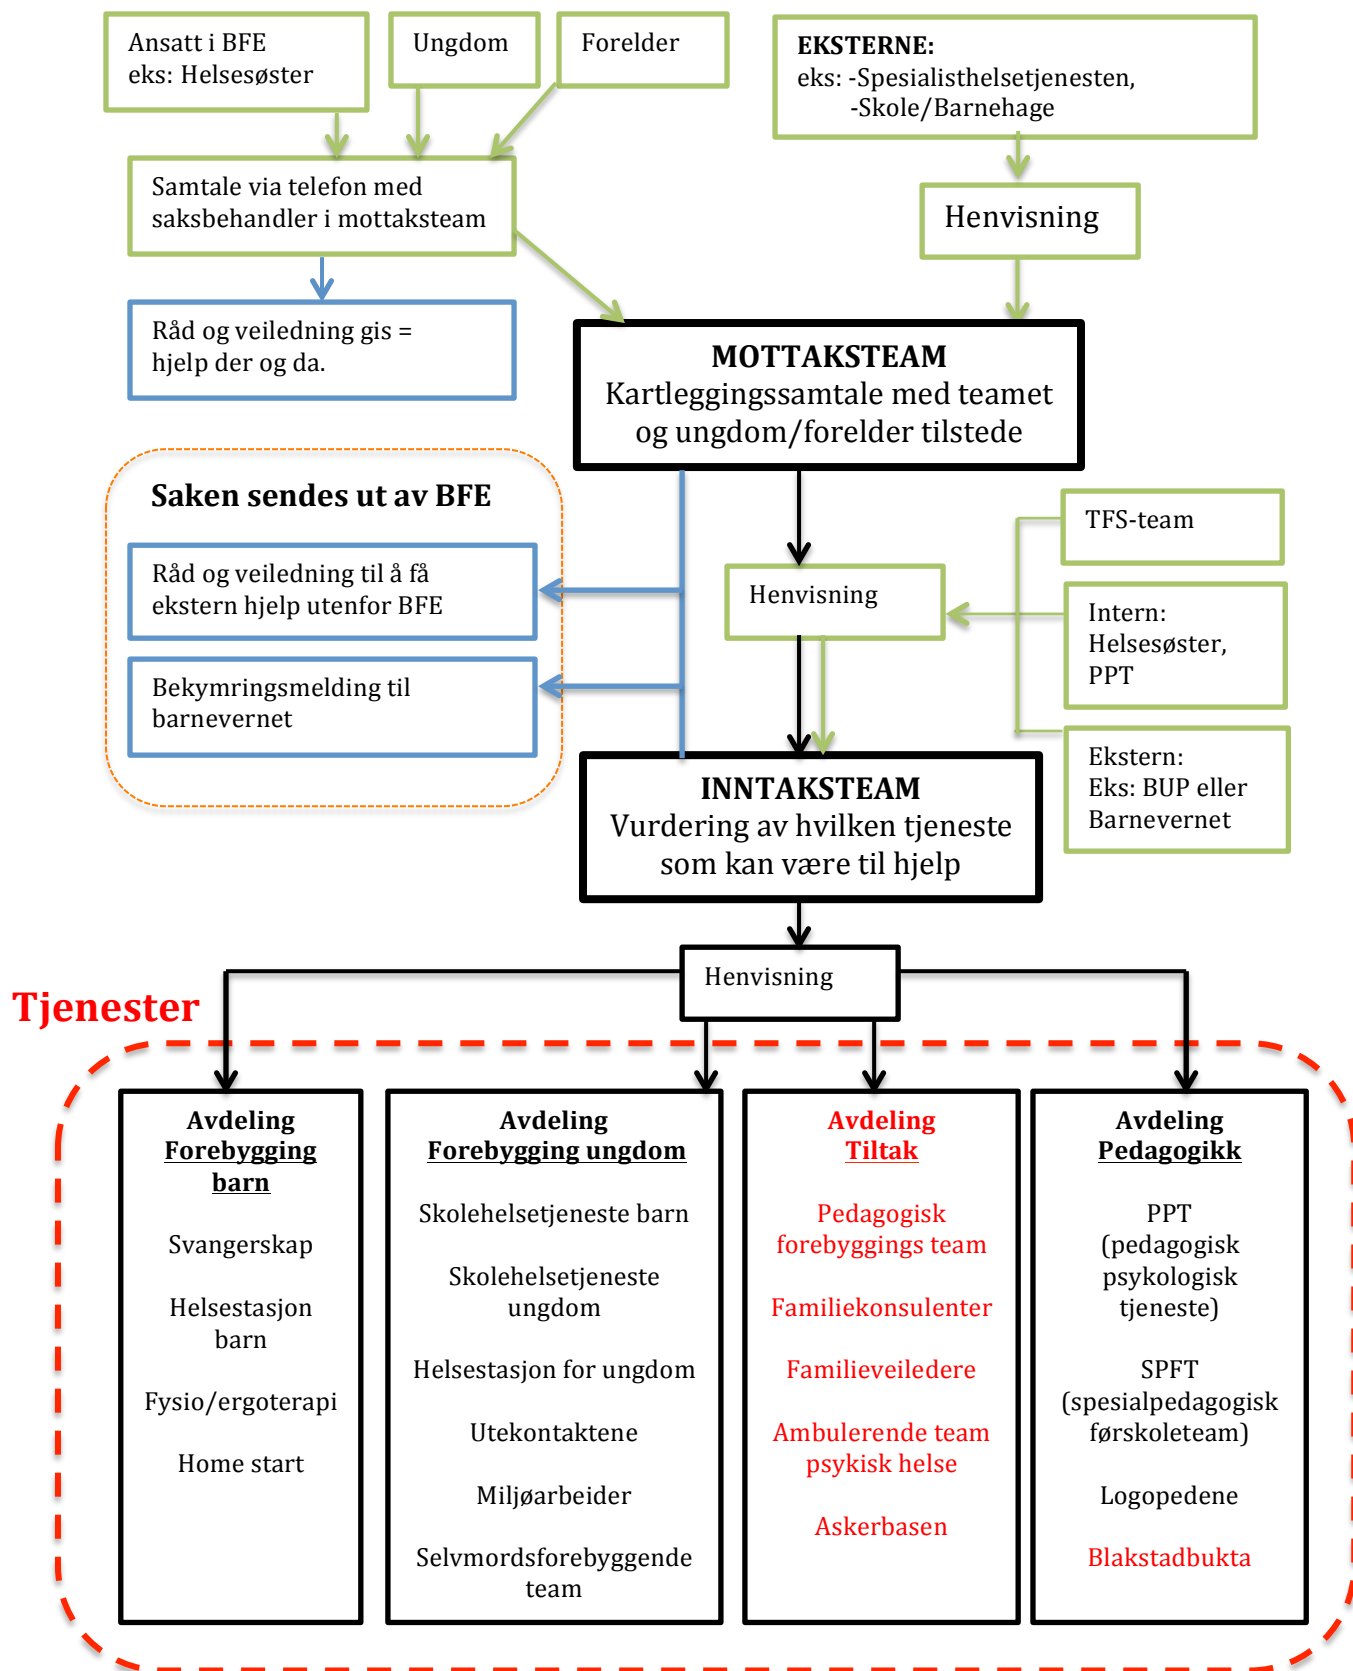 Ansatt i BFE
eks: Helsesøster
Ungdom
Forelder
EKSTERNE:
eks: -Spesialisthelsetjenesten,
-Skole/Barnehage
Samtale via telefon med
saksbehandler i mottaksteam
Henvisning
Råd og veiledning gis =
hjelp der og da.
MOTTAKSTEAM
Kartleggingssamtale med teamet
og ungdom/forelder tilstede
Saken sendes ut av BFE
Råd og veiledning til å få
ekstern hjelp utenfor BFE
Bekymringsmelding til
barnevernet
Henvisning
TFS-team
Intern:
Helsesøster,
PPT
Ekstern:
Eks: BUP eller
Barnevernet
INNTAKSTEAM
Vurdering av hvilken tjeneste
som kan være til hjelp
Henvisning
Tjenester
Avdeling
Forebygging
barn
Svangerskap
Helsestasjon
barn
Fysio/ergoterapi
Home start
Avdeling
Forebygging ungdom
Skolehelsetjeneste barn
Skolehelsetjeneste
ungdom
Helsestasjon for ungdom
Utekontaktene
Miljøarbeider
Selvmordsforebyggende
team
Avdeling
Tiltak
Pedagogisk
forebyggings team
Familiekonsulenter
Familieveiledere
Ambulerende team
psykisk helse
Askerbasen
Avdeling
Pedagogikk
PPT
(pedagogisk
psykologisk
tjeneste)
SPFT
(spesialpedagogisk
førskoleteam)
Logopedene
Blakstadbukta